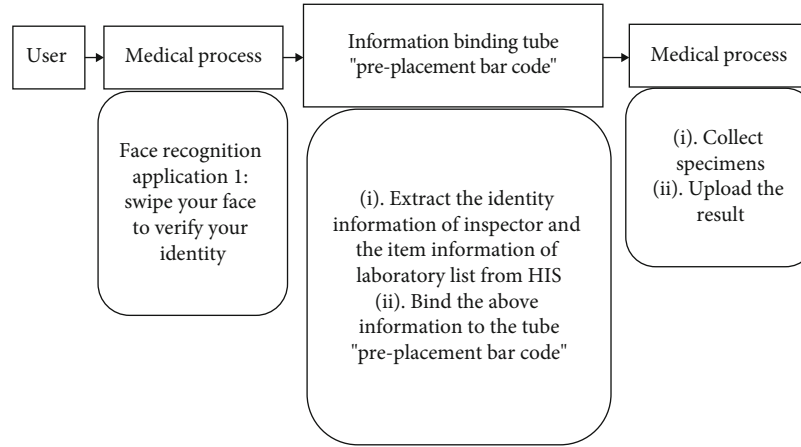 User
Medical process
Information binding tube
"pre-placement bar code"
Medical process
Face recognition
application 1:
swipe your face
to verify your
identity
(i). Extract the identity
information of inspector and
the item information of
laboratory list from HIS
(ii). Bind the above
information to the tube
"pre-placement bar code"
(i). Collect
specimens
(ii). Upload the
result